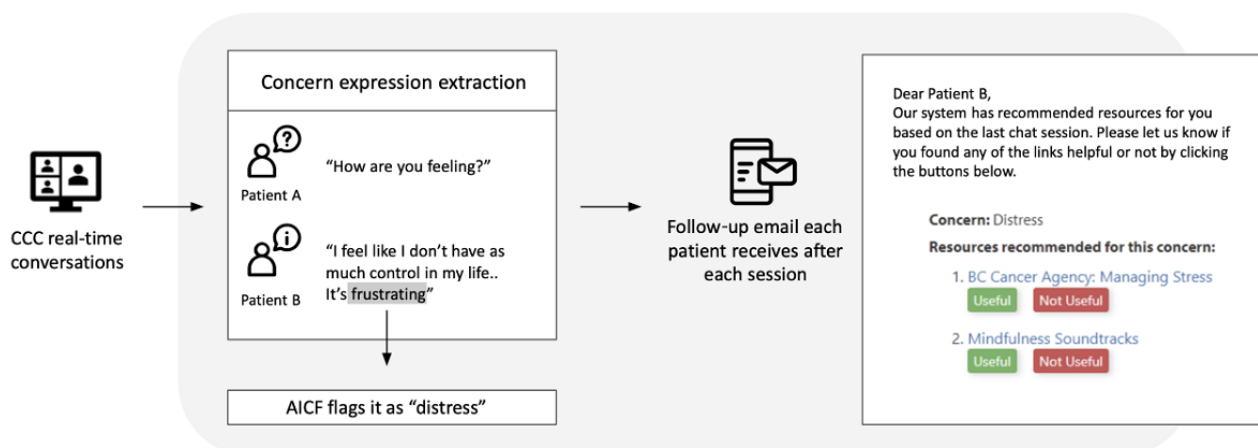 CCC real-time
conversations
Concern expression extraction
"How are you feeling?"
Patient A
"I feel like I don't have as
much control in my life..
It's frustrating"
Patient B
AICF flags it as "distress"
Follow-up email each
patient receives after
each session
Dear Patient B,
Our system has recommended resources for you
based on the last chat session. Please let us know if
you found any of the links helpful or not by clicking
the buttons below.
Concern: Distress
Resources recommended for this concern:
1. BC Cancer Agency: Managing Stress
Useful Not Useful
2. Mindfulness Soundtracks
Useful Not Useful